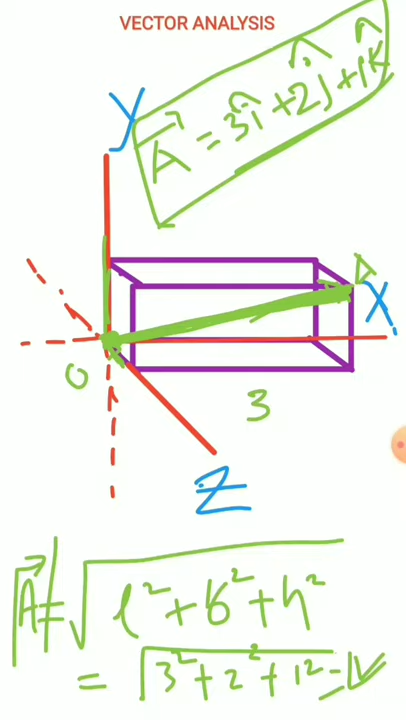 VECTOR ANALYSIS
Y
A⃗ = 3î + 2ĵ + 1k̂
A
X
O
3
Z
|A⃗| = √(l² + b² + h²)
= √(3² + 2² + 1²) =